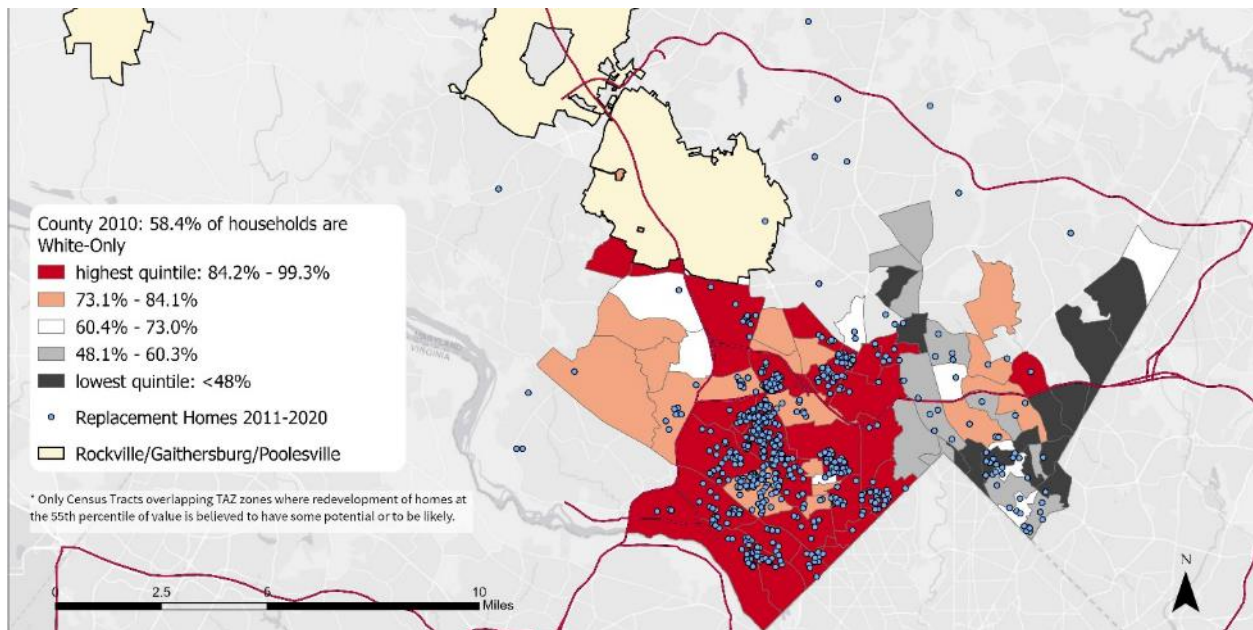 County 2010: 58.4% of households are
White-Only
highest quintile: 84.2% - 99.3%
73.1% - 84.1%
60.4% - 73.0%
48.1% - 60.3%
lowest quintile: <48%
Replacement Homes 2011-2020
Rockville/Gaithersburg/Poolesville
* Only Census Tracts overlapping TAZ zones where redevelopment of homes at
the 55th percentile of value is believed to have some potential or to be likely.
MARYLAND
VIRGINIA
N
0 2.5 5 10
Miles